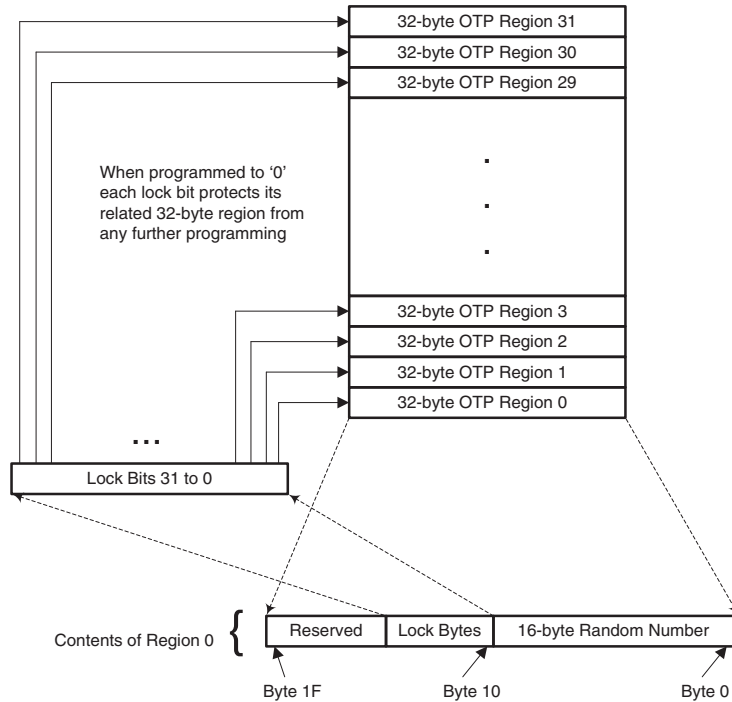 32-byte OTP Region 31
32-byte OTP Region 30
32-byte OTP Region 29
When programmed to ‘0’
each lock bit protects its
related 32-byte region from
any further programming
.
.
.
32-byte OTP Region 3
32-byte OTP Region 2
32-byte OTP Region 1
32-byte OTP Region 0
...
Lock Bits 31 to 0
Contents of Region 0 {
Reserved
Lock Bytes
16-byte Random Number
Byte 1F
Byte 10
Byte 0